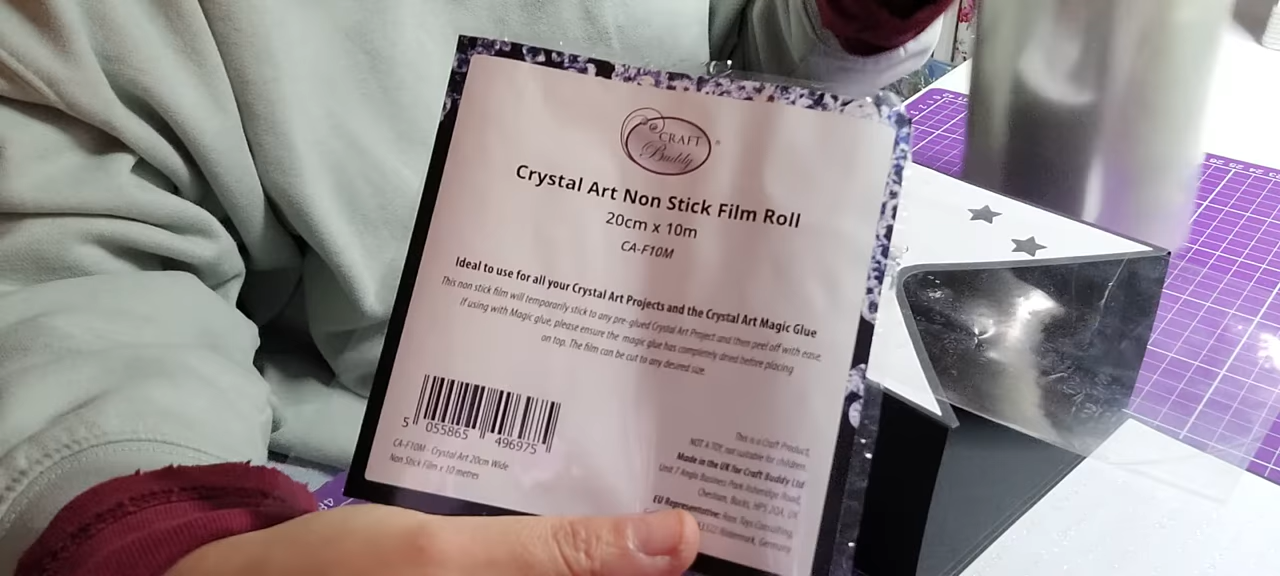 CRAFT
Buddy
Crystal Art Non Stick Film Roll
20cm x 10m
CA-F10M
Ideal to use for all your Crystal Art Projects and the Crystal Art Magic Glue
This non stick film will temporarily stick to any pre-glued Crystal Art Project and then peel off with ease.
If using with Magic glue, please ensure the magic glue has completely dried before placing
on top. The film can be cut to any desired size.
5 055865 496975
CA-F10M - Crystal Art 20cm Wide
Non Stick Film x 10 metres
This is a Craft Product,
NOT A TOY, not suitable for children.
Made in the UK for Craft Buddy Ltd
Unit 7 Anglo Business Park Asheridge Road,
Chesham, Bucks, HP5 2QA, UK
EU Representative: Toys Consulting,
Germany